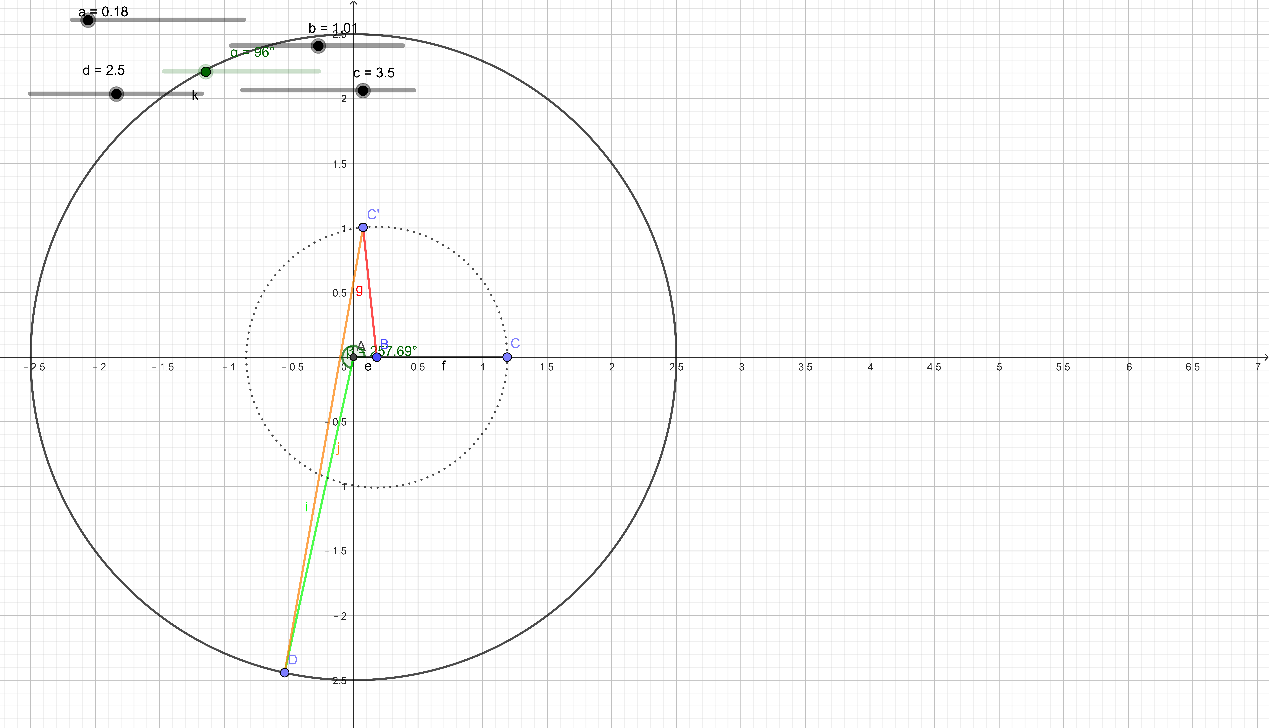 a = 0.18
b = 1.01
2.5
α = 96°
d = 2.5
c = 3.5
k
2
1.5
C'
1
0.5
g
A
B
= 257.69°
C
−2.5
−2
−1.5
−1
−0.5
0
e
0.5
f
1
1.5
2
2.5
3
3.5
4
4.5
5
5.5
6
6.5
7
−0.5
j
−1
i
−1.5
−2
D
−2.5